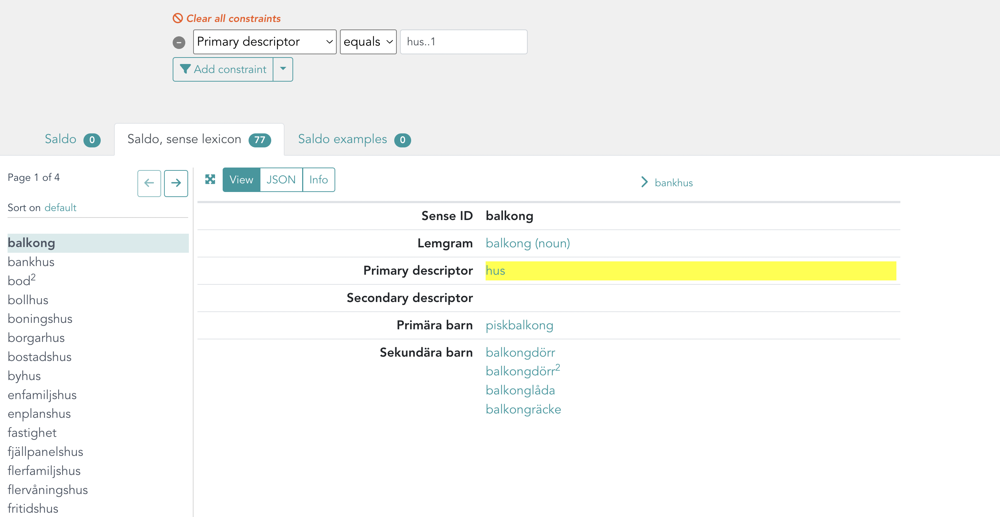 Clear all constraints
Primary descriptor equals hus..1
Add constraint
Saldo 0 Saldo, sense lexicon 77 Saldo examples 0
Page 1 of 4
Sort on default
balkong
bankhus
bod²
bollhus
boningshus
borgarhus
bostadshus
byhus
enfamiljshus
enplanshus
fastighet
fjällpanelshus
flerfamiljshus
flervåningshus
fritidshus
View JSON Info
bankhus
Sense ID balkong
Lemgram balkong (noun)
Primary descriptor hus
Secondary descriptor
Primära barn piskbalkong
Sekundära barn balkongdörr
balkongdörr²
balkonglåda
balkongräcke